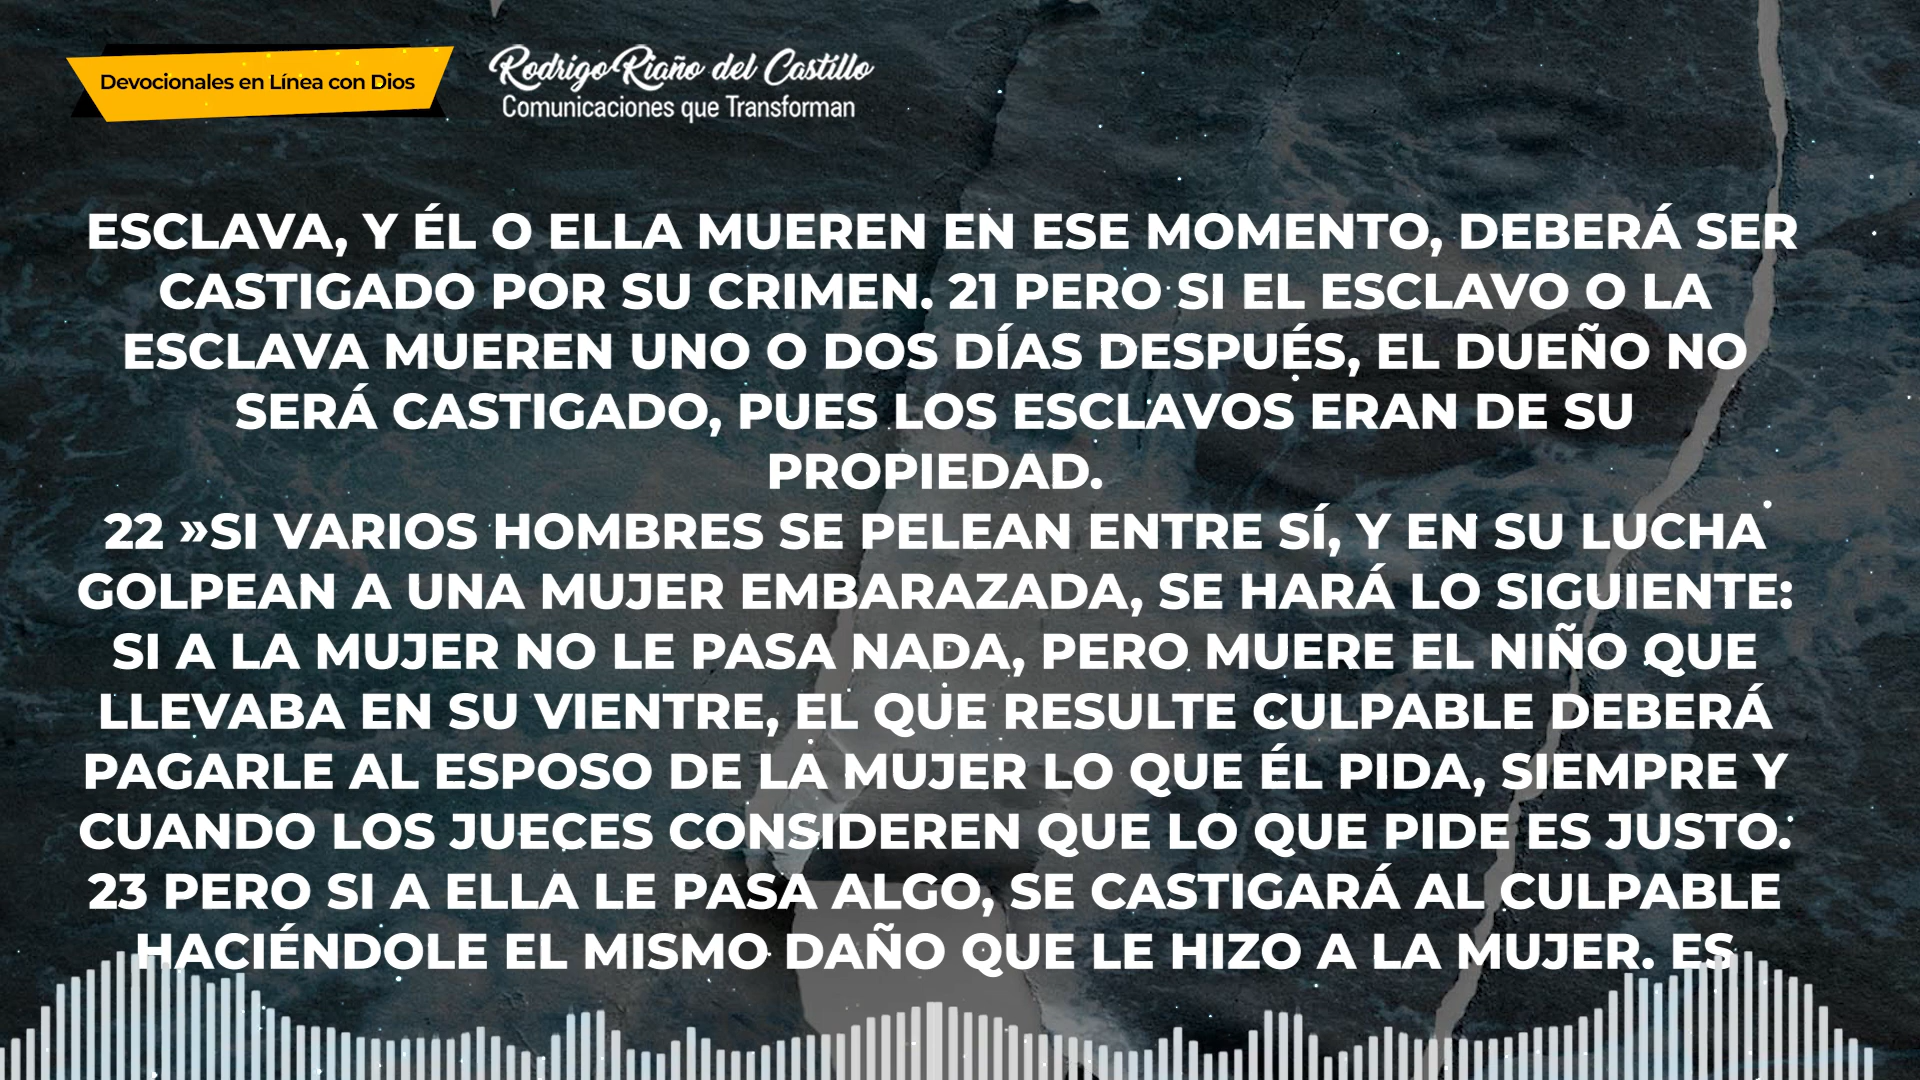 Devocionales en Línea con Dios
Rodrigo Riaño del Castillo
Comunicaciones que Transforman
ESCLAVA, Y ÉL O ELLA MUEREN EN ESE MOMENTO, DEBERÁ SER
CASTIGADO POR SU CRIMEN. 21 PERO SI EL ESCLAVO O LA
ESCLAVA MUEREN UNO O DOS DÍAS DESPUÉS, EL DUEÑO NO
SERÁ CASTIGADO, PUES LOS ESCLAVOS ERAN DE SU
PROPIEDAD.
22 »SI VARIOS HOMBRES SE PELEAN ENTRE SÍ, Y EN SU LUCHA
GOLPEAN A UNA MUJER EMBARAZADA, SE HARÁ LO SIGUIENTE:
SI A LA MUJER NO LE PASA NADA, PERO MUERE EL NIÑO QUE
LLEVABA EN SU VIENTRE, EL QUE RESULTE CULPABLE DEBERÁ
PAGARLE AL ESPOSO DE LA MUJER LO QUE ÉL PIDA, SIEMPRE Y
CUANDO LOS JUECES CONSIDEREN QUE LO QUE PIDE ES JUSTO.
23 PERO SI A ELLA LE PASA ALGO, SE CASTIGARÁ AL CULPABLE
HACIÉNDOLE EL MISMO DAÑO QUE LE HIZO A LA MUJER. ES